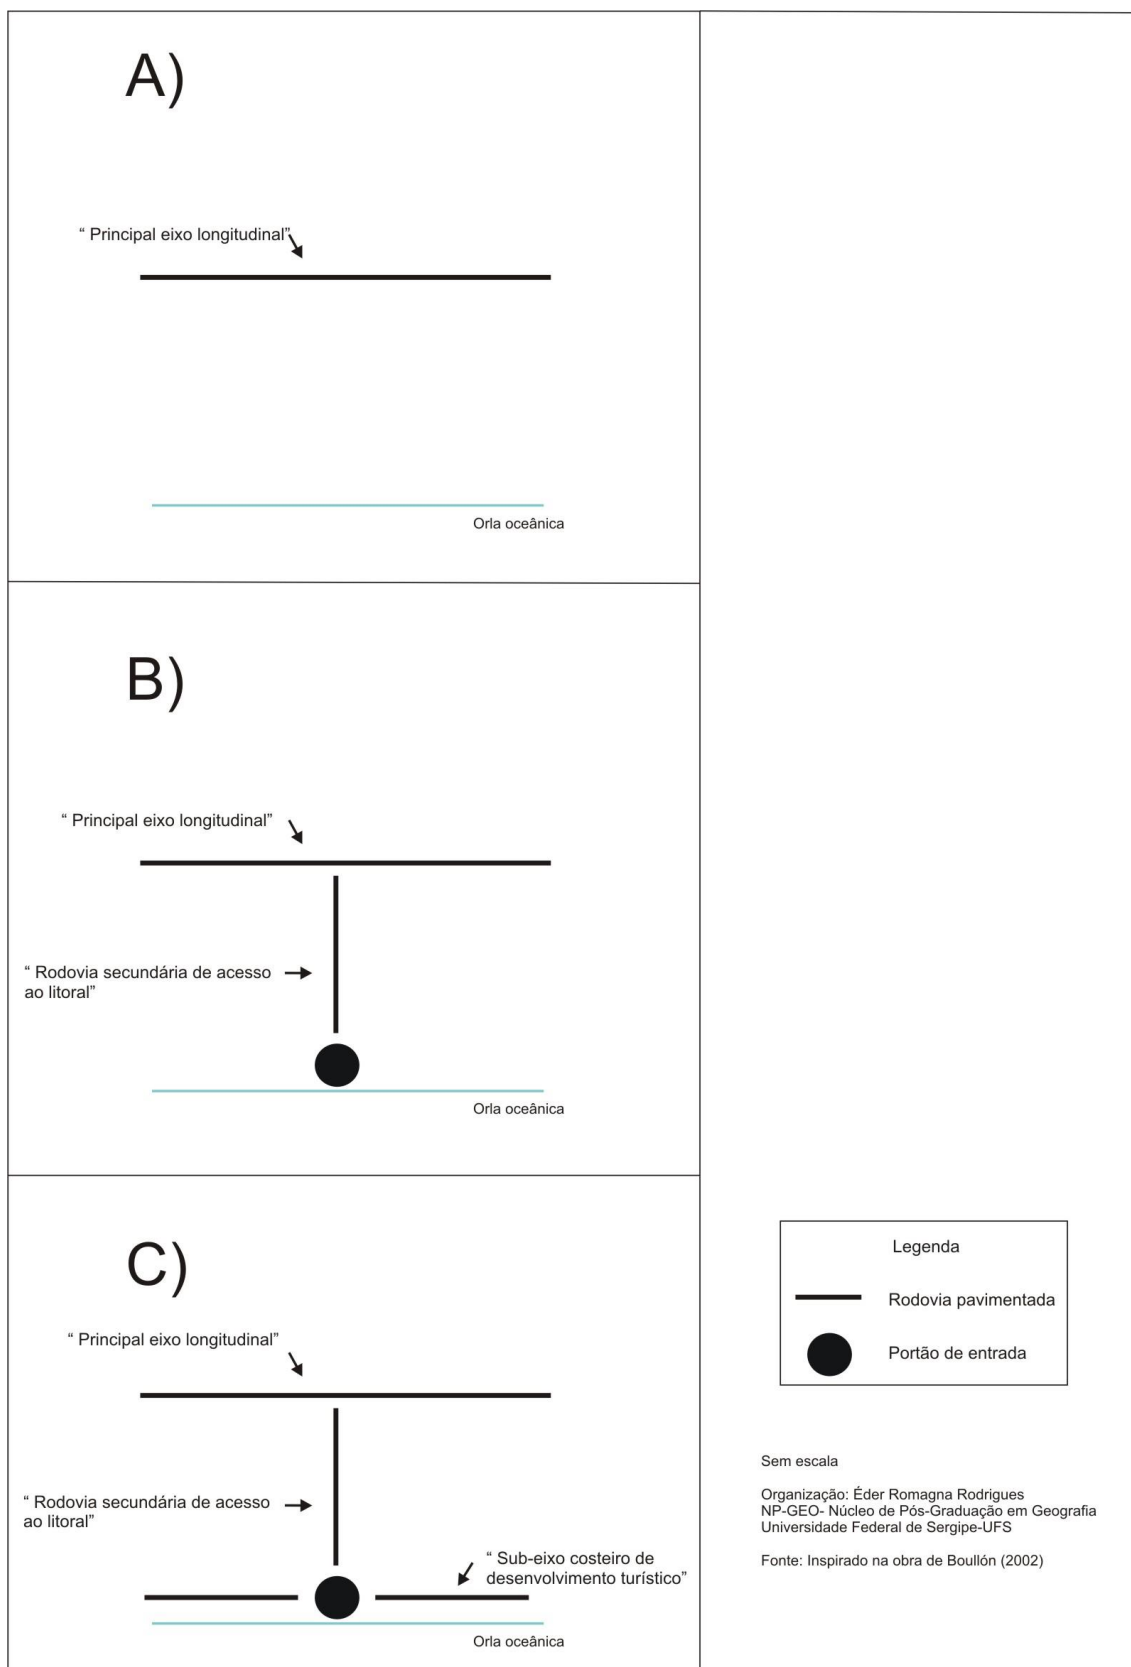 A)
“ Principal eixo longitudinal”
Orla oceânica
B)
“ Principal eixo longitudinal”
“ Rodovia secundária de acesso
ao litoral”
Orla oceânica
C)
“ Principal eixo longitudinal”
“ Rodovia secundária de acesso
ao litoral”
“ Sub-eixo costeiro de
desenvolvimento turístico”
Orla oceânica
Legenda
Rodovia pavimentada
Portão de entrada
Sem escala
Organização: Éder Romagna Rodrigues
NP-GEO- Núcleo de Pós-Graduação em Geografia
Universidade Federal de Sergipe-UFS
Fonte: Inspirado na obra de Boullón (2002)